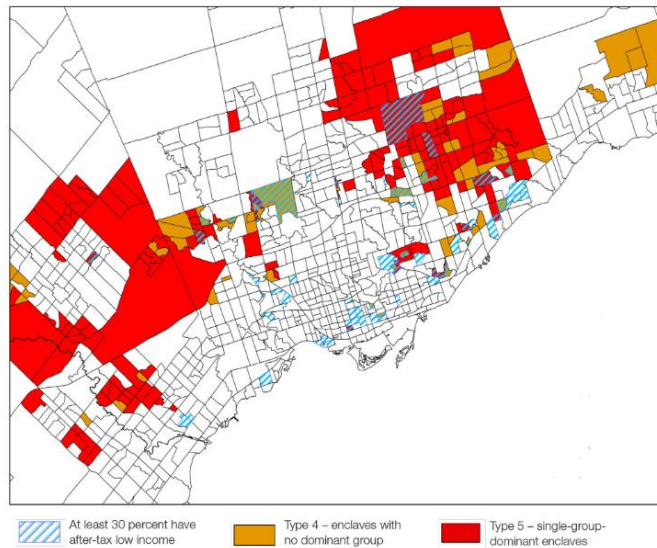 At least 30 percent have
after-tax low income
Type 4 – enclaves with
no dominant group
Type 5 – single-group-
dominant enclaves